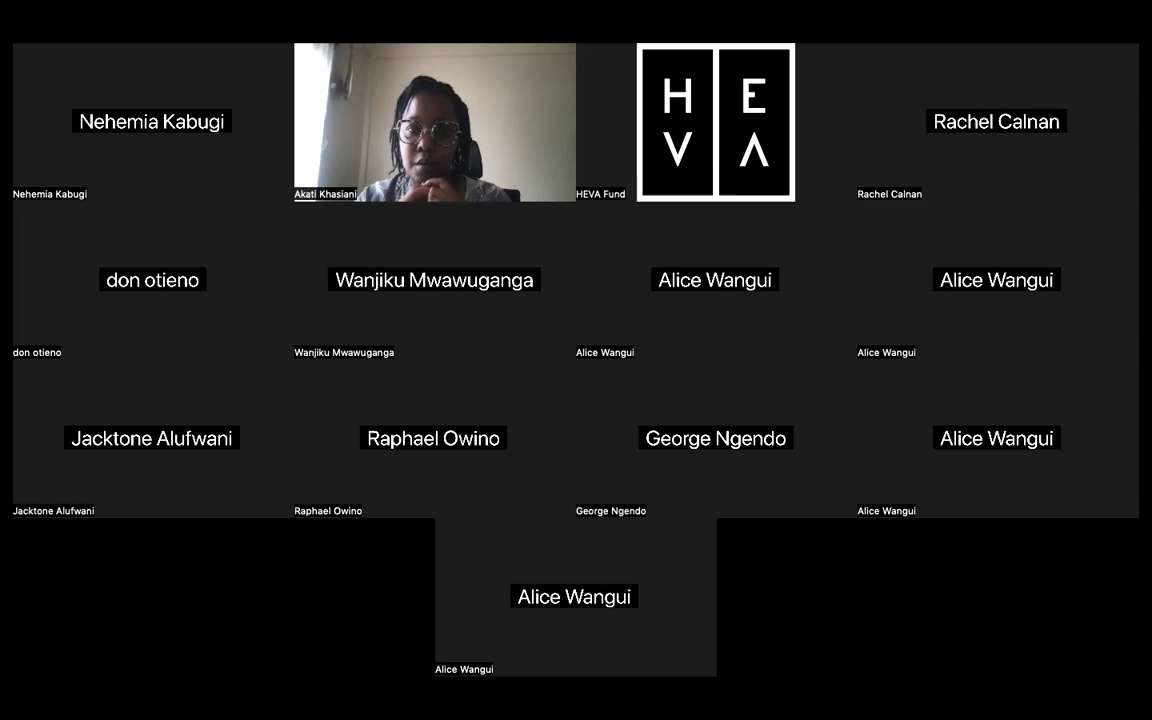 Nehemia Kabugi
Nehemia Kabugi
Akati Khasiani
H E
V Λ
HEVA Fund
Rachel Calnan
Rachel Calnan
don otieno
don otieno
Wanjiku Mwawuganga
Wanjiku Mwawuganga
Alice Wangui
Alice Wangui
Alice Wangui
Alice Wangui
Jacktone Alufwani
Jacktone Alufwani
Raphael Owino
Raphael Owino
George Ngendo
George Ngendo
Alice Wangui
Alice Wangui
Alice Wangui
Alice Wangui